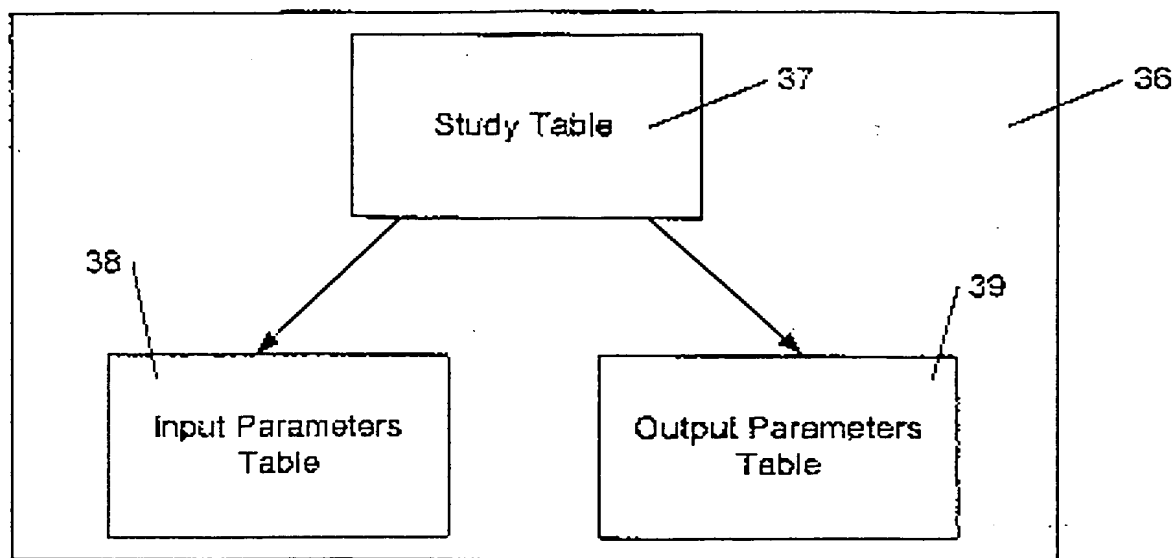 37
36
Study Table
38
39
Input Parameters
Table
Output Parameters
Table